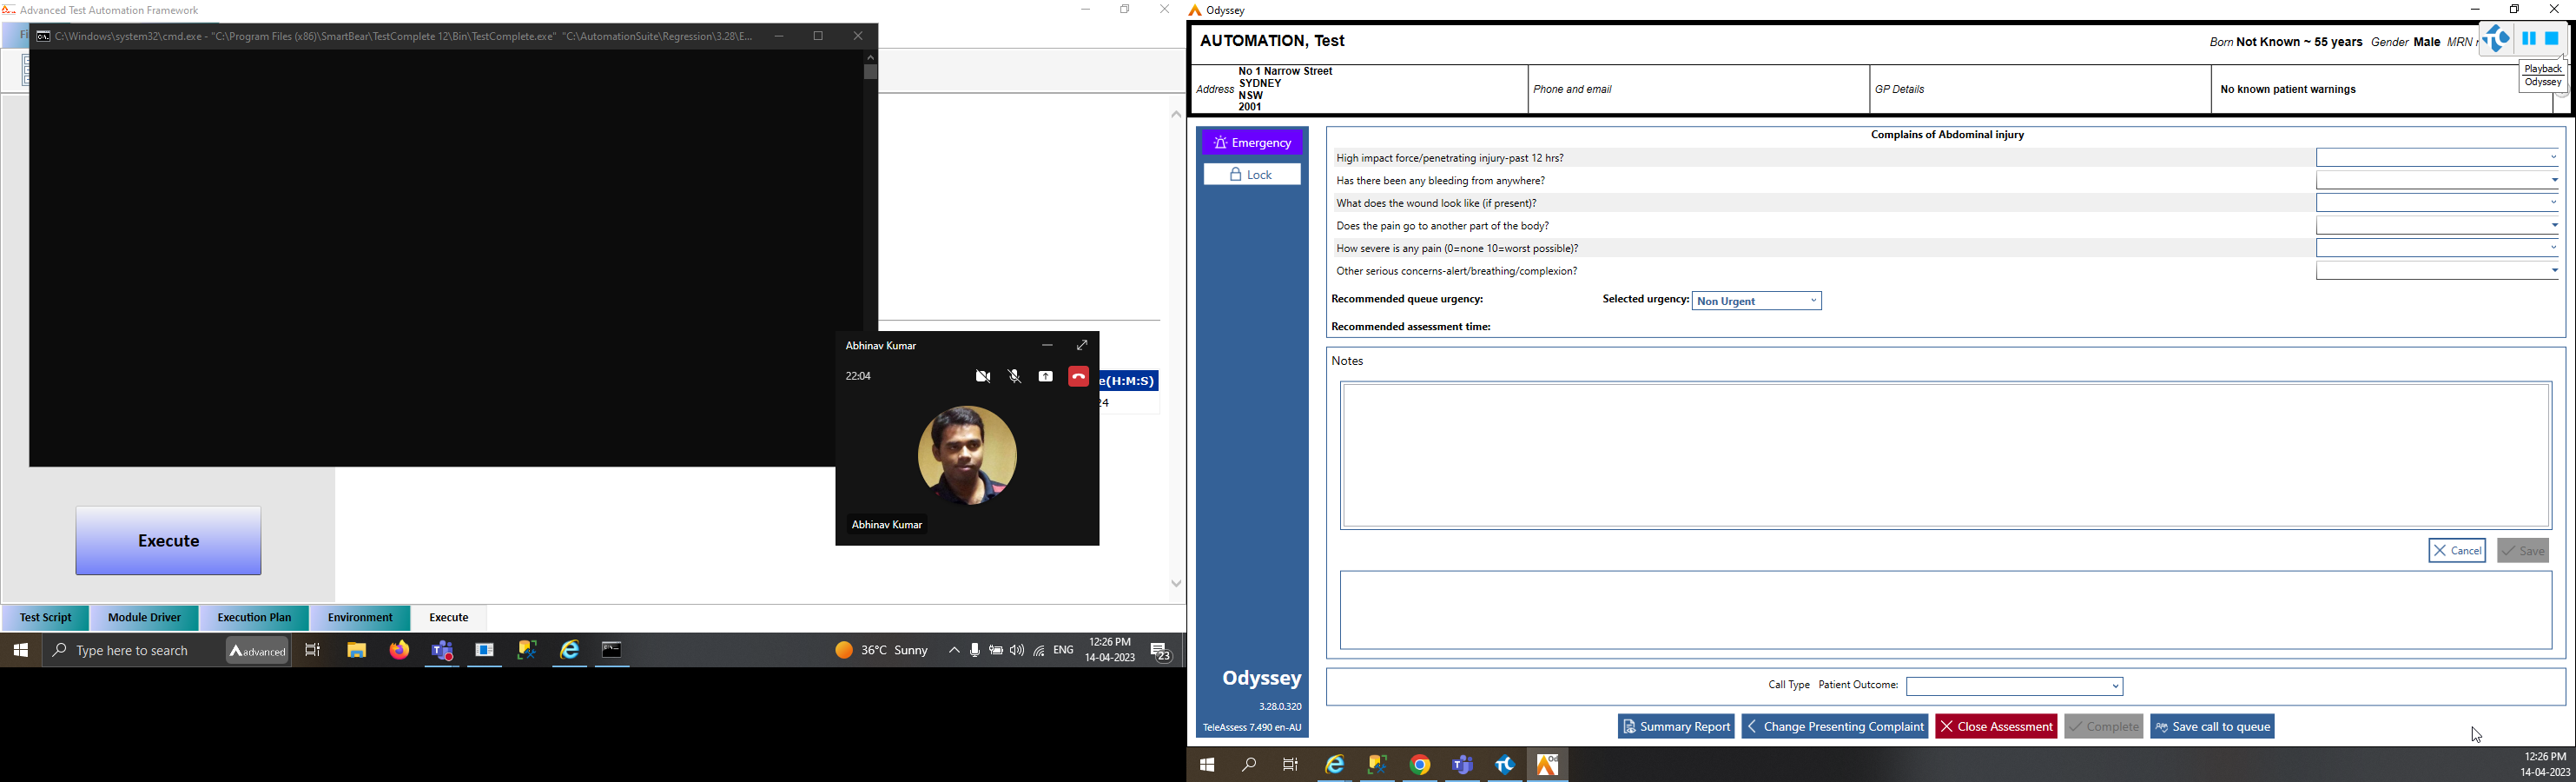 Advanced Test Automation Framework
C:\Windows\system32\cmd.exe - "C:\Program Files (x86)\SmartBear\TestComplete 12\Bin\TestComplete.exe" "C:\AutomationSuite\Regression\3.28\E...
Fi
e(H:M:S)
24
Abhinav Kumar
22:04
Abhinav Kumar
Execute
Test Script
Module Driver
Execution Plan
Environment
Execute
Type here to search
advanced
36°C Sunny
ENG
12:26 PM
14-04-2023
23
Odyssey
AUTOMATION, Test
Born Not Known ~ 55 years Gender Male MRN
Playback
Odyssey
Address
No 1 Narrow Street
SYDNEY
NSW
2001
Phone and email
GP Details
No known patient warnings
Emergency
Lock
Complains of Abdominal injury
High impact force/penetrating injury-past 12 hrs?
Has there been any bleeding from anywhere?
What does the wound look like (if present)?
Does the pain go to another part of the body?
How severe is any pain (0=none 10=worst possible)?
Other serious concerns-alert/breathing/complexion?
Recommended queue urgency:
Selected urgency: Non Urgent
Recommended assessment time:
Notes
Cancel
Save
Odyssey
3.28.0.320
TeleAssess 7.490 en-AU
Call Type Patient Outcome:
Summary Report
Change Presenting Complaint
Close Assessment
Complete
Save call to queue
12:26 PM
14-04-2023